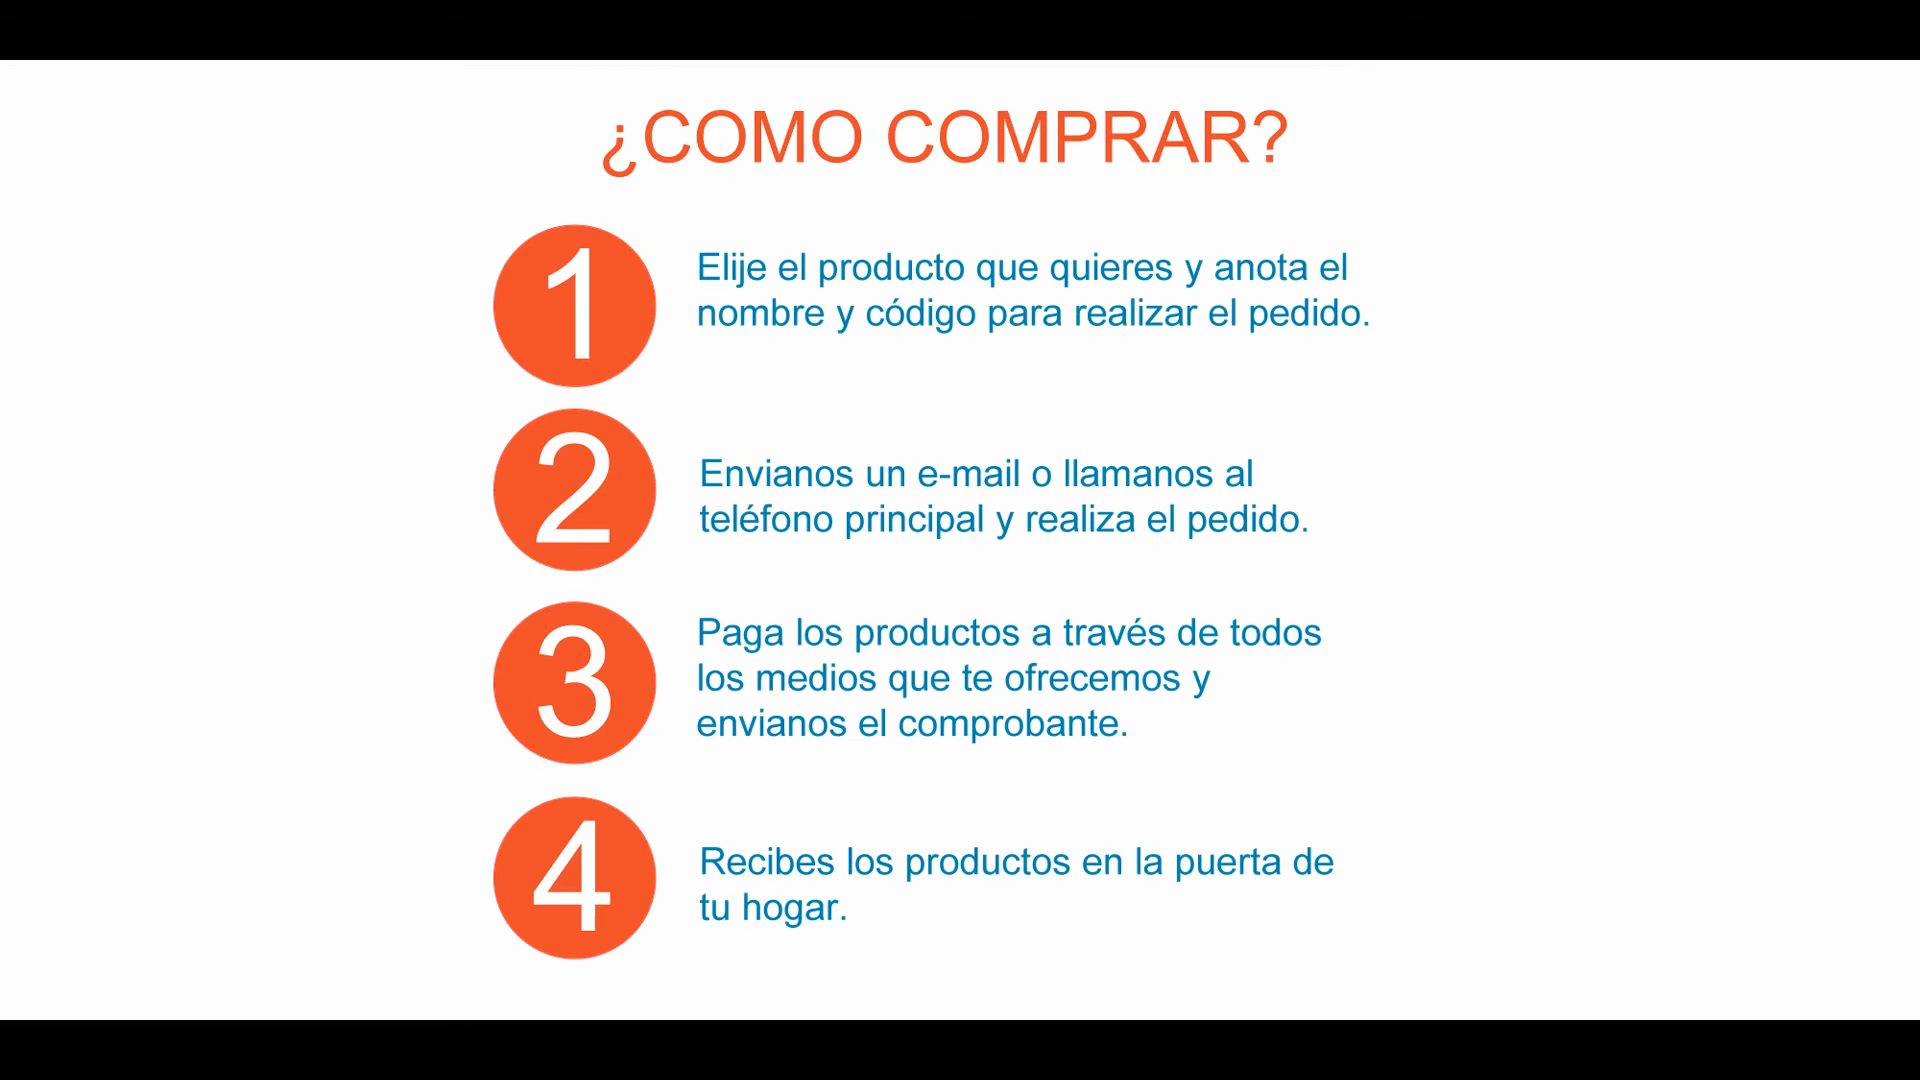 ¿COMO COMPRAR?
1
Elije el producto que quieres y anota el
nombre y código para realizar el pedido.
2
Envianos un e-mail o llamanos al
teléfono principal y realiza el pedido.
3
Paga los productos a través de todos
los medios que te ofrecemos y
envianos el comprobante.
4
Recibes los productos en la puerta de
tu hogar.